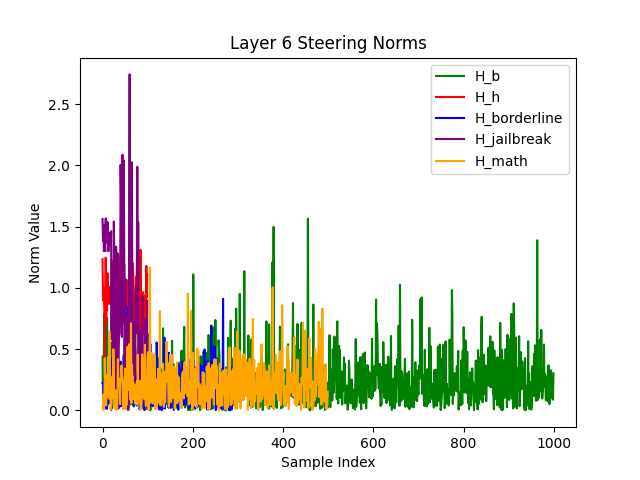 Layer 6 Steering Norms
H_b
H_h
H_borderline
H_jailbreak
H_math
Norm Value
2.5
2.0
1.5
1.0
0.5
0.0
0
200
400
600
800
1000
Sample Index